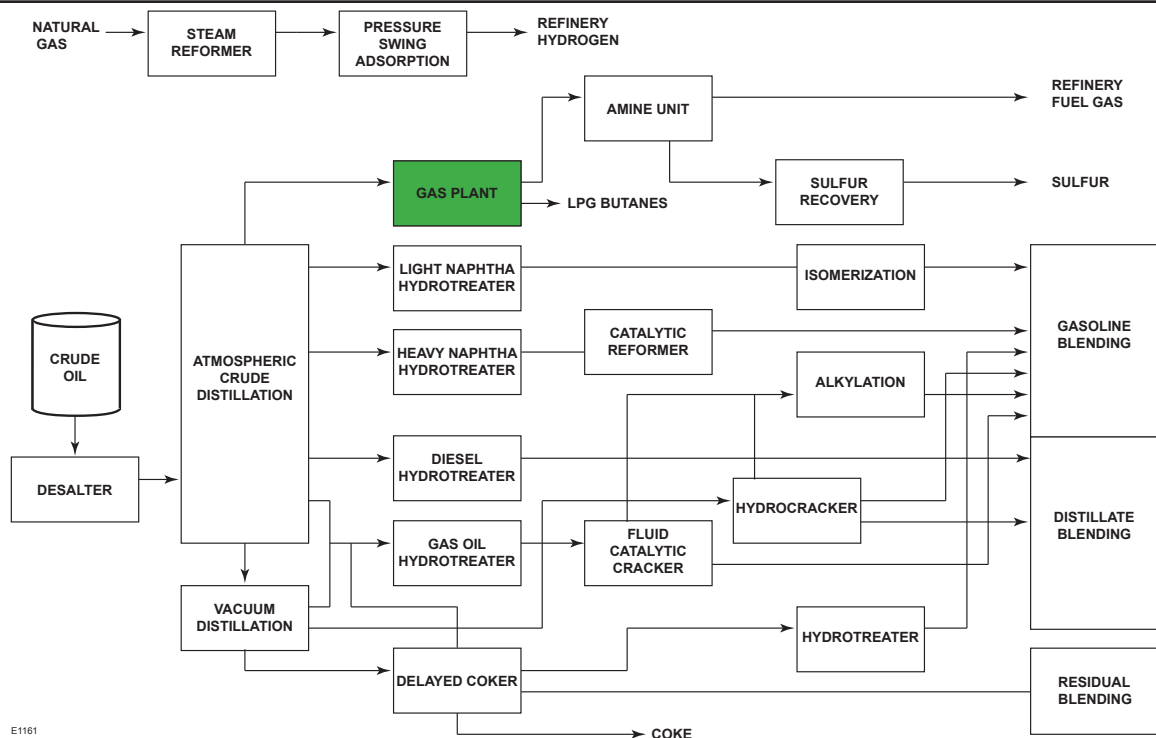 NATURAL
GAS
STEAM
REFORMER
PRESSURE
SWING
ADSORPTION
REFINERY
HYDROGEN
AMINE UNIT
REFINERY
FUEL GAS
GAS PLANT
LPG BUTANES
SULFUR
RECOVERY
SULFUR
LIGHT NAPHTHA
HYDROTREATER
ISOMERIZATION
GASOLINE
BLENDING
CRUDE
OIL
ATMOSPHERIC
CRUDE
DISTILLATION
HEAVY NAPHTHA
HYDROTREATER
CATALYTIC
REFORMER
ALKYLATION
DESALTER
DIESEL
HYDROTREATER
HYDROCRACKER
DISTILLATE
BLENDING
GAS OIL
HYDROTREATER
FLUID
CATALYTIC
CRACKER
VACUUM
DISTILLATION
HYDROTREATER
DELAYED COKER
RESIDUAL
BLENDING
COKE
E1161